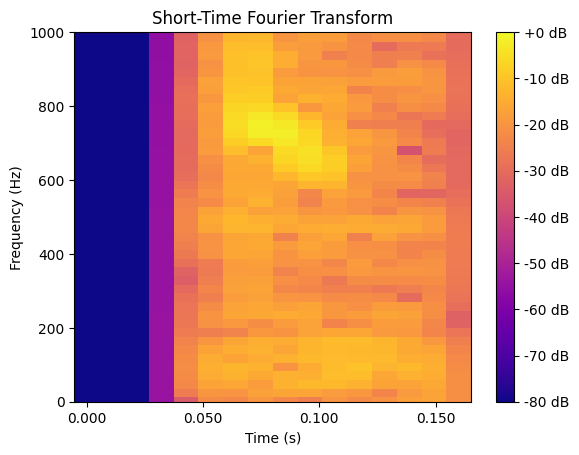 Short-Time Fourier Transform
1000
800
600
400
200
0
Frequency (Hz)
0.000
0.050
0.100
0.150
Time (s)
+0 dB
-10 dB
-20 dB
-30 dB
-40 dB
-50 dB
-60 dB
-70 dB
-80 dB